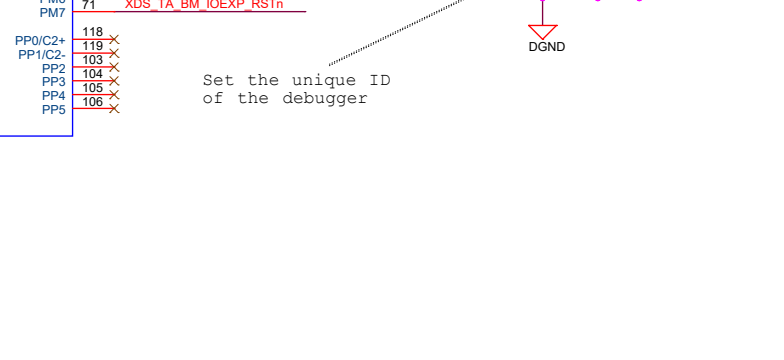 71 XDS_TA_BM_IOEXP_RSTn
PM7
DGND
PP0/C2+ 118
PP1/C2- 119
PP2 103
PP3 104
PP4 105
PP5 106
Set the unique ID
of the debugger